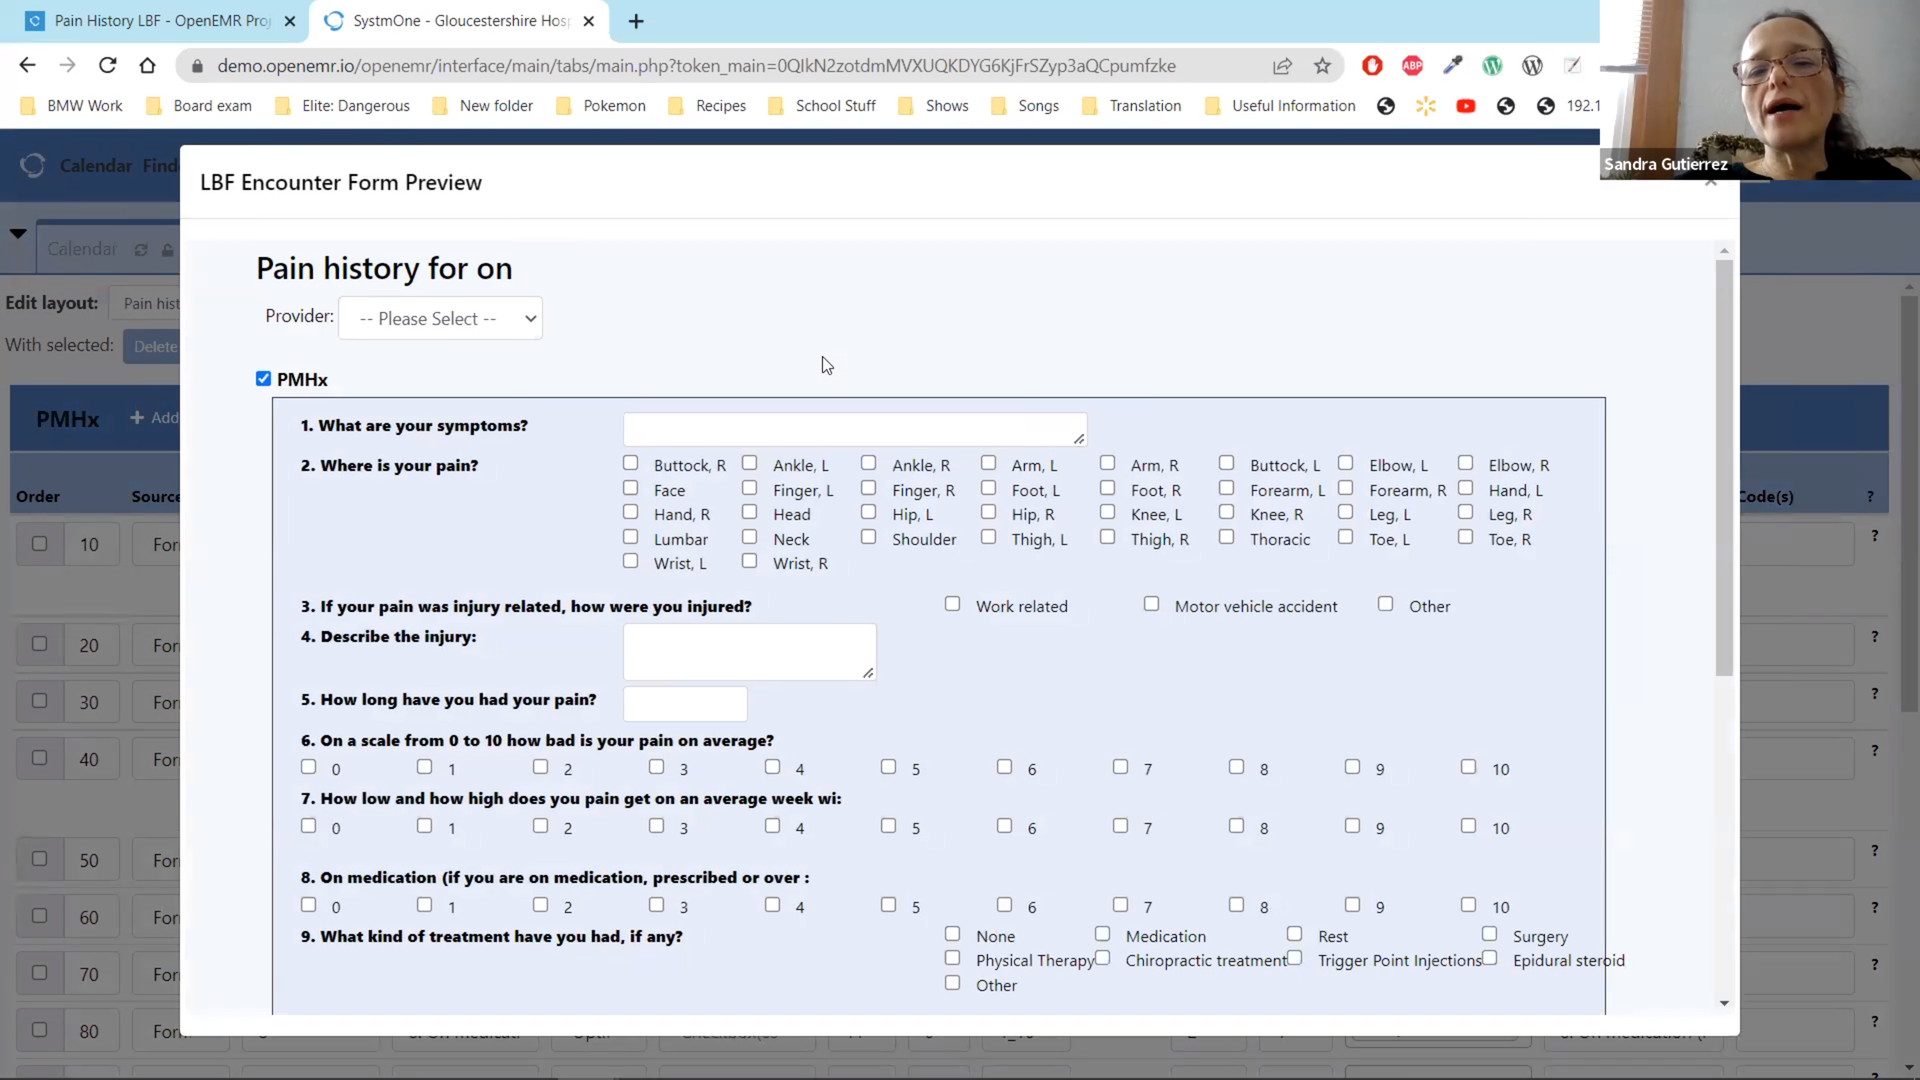 Pain History LBF - OpenEMR Proj
SystmOne - Gloucestershire Hosp
demo.openemr.io/openemr/interface/main/tabs/main.php?token_main=0QIkN2zotdmMVXUQKDYG6KjFrSZyp3aQCpumfzke
ABP
BMW Work Board exam Elite: Dangerous New folder Pokemon Recipes School Stuff Shows Songs Translation Useful Information 192.1
Sandra Gutierrez
Calendar Find
LBF Encounter Form Preview
Calendar
Edit layout: Pain hist
With selected: Delete
PMHx + Add
Order Source Code(s) ?
Pain history for on
Provider: -- Please Select --
PMHx
1. What are your symptoms?
2. Where is your pain?
Buttock, R Ankle, L Ankle, R Arm, L Arm, R Buttock, L Elbow, L Elbow, R
Face Finger, L Finger, R Foot, L Foot, R Forearm, L Forearm, R Hand, L
Hand, R Head Hip, L Hip, R Knee, L Knee, R Leg, L Leg, R
Lumbar Neck Shoulder Thigh, L Thigh, R Thoracic Toe, L Toe, R
Wrist, L Wrist, R
3. If your pain was injury related, how were you injured? Work related Motor vehicle accident Other
4. Describe the injury:
5. How long have you had your pain?
6. On a scale from 0 to 10 how bad is your pain on average?
0 1 2 3 4 5 6 7 8 9 10
7. How low and how high does you pain get on an average week wi:
0 1 2 3 4 5 6 7 8 9 10
8. On medication (if you are on medication, prescribed or over :
0 1 2 3 4 5 6 7 8 9 10
9. What kind of treatment have you had, if any?
None Medication Rest Surgery
Physical Therapy Chiropractic treatment Trigger Point Injections Epidural steroid
Other
10 For ?
20 For ?
30 For ?
40 For ?
50 For ?
60 For ?
70 For ?
80 For ?